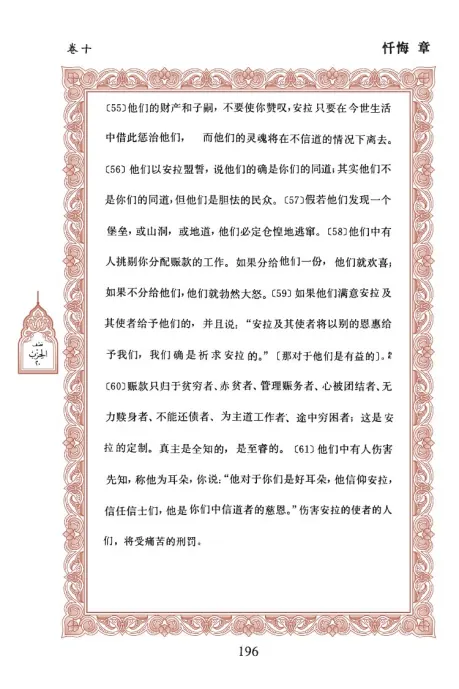 卷十
忏悔 章
〔55〕他们的财产和子嗣，不要使你赞叹，安拉只要在今世生活
中借此惩治他们， 而他们的灵魂将在不信道的情况下离去。
〔56〕他们以安拉盟誓，说他们的确是你们的同道；其实他们不
是你们的同道，但他们是胆怯的民众。〔57〕假若他们发现一个
堡垒，或山洞，或地道，他们必定仓惶地逃窜。〔58〕他们中有
人挑剔你分配赈款的工作。如果分给他们一份，他们就欢喜；
如果不分给他们，他们就勃然大怒。〔59〕如果他们满意安拉及
其使者给予他们的，并且说：“安拉及其使者将以别的恩惠给
予我们，我们确是祈求安拉的。”〔那对于他们是有益的〕。
〔60〕赈款只归于贫穷者、赤贫者、管理赈务者、心被团结者、无
力赎身者、不能还债者、为主道工作者、途中穷困者；这是安
拉的定制。真主是全知的，是至睿的。〔61〕他们中有人伤害
先知，称他为耳朵，你说：“他对于你们是好耳朵，他信仰安拉，
信任信士们，他是你们中信道者的慈恩。”伤害安拉的使者的人
们，将受痛苦的刑罚。
نصف
الحزب
٢٠
196